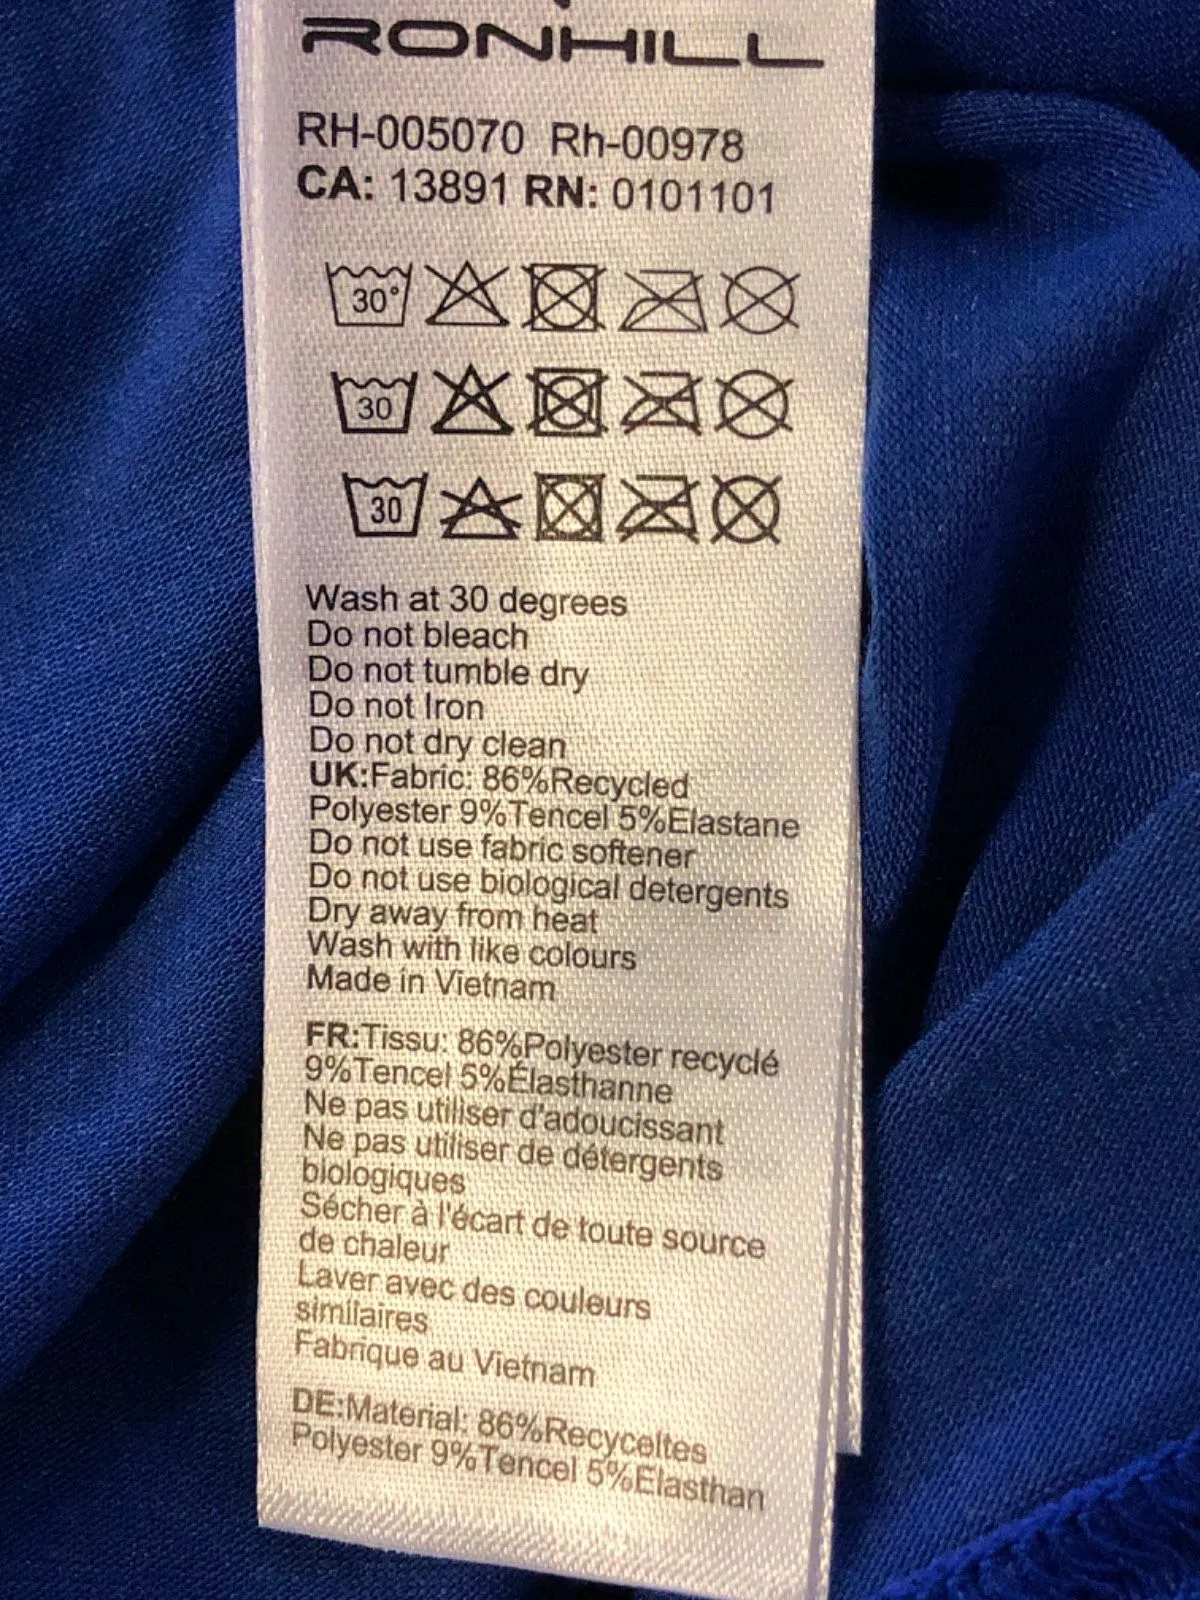 RONHILL
RH-005070 Rh-00978
CA: 13891 RN: 0101101
30°
30
30
Wash at 30 degrees
Do not bleach
Do not tumble dry
Do not Iron
Do not dry clean
UK:Fabric: 86%Recycled
Polyester 9%Tencel 5%Elastane
Do not use fabric softener
Do not use biological detergents
Dry away from heat
Wash with like colours
Made in Vietnam
FR:Tissu: 86%Polyester recyclé
9%Tencel 5%Élasthanne
Ne pas utiliser d'adoucissant
Ne pas utiliser de détergents
biologiques
Sécher à l'écart de toute source
de chaleur
Laver avec des couleurs
similaires
Fabrique au Vietnam
DE:Material: 86%Recyceltes
Polyester 9%Tencel 5%Elasthan